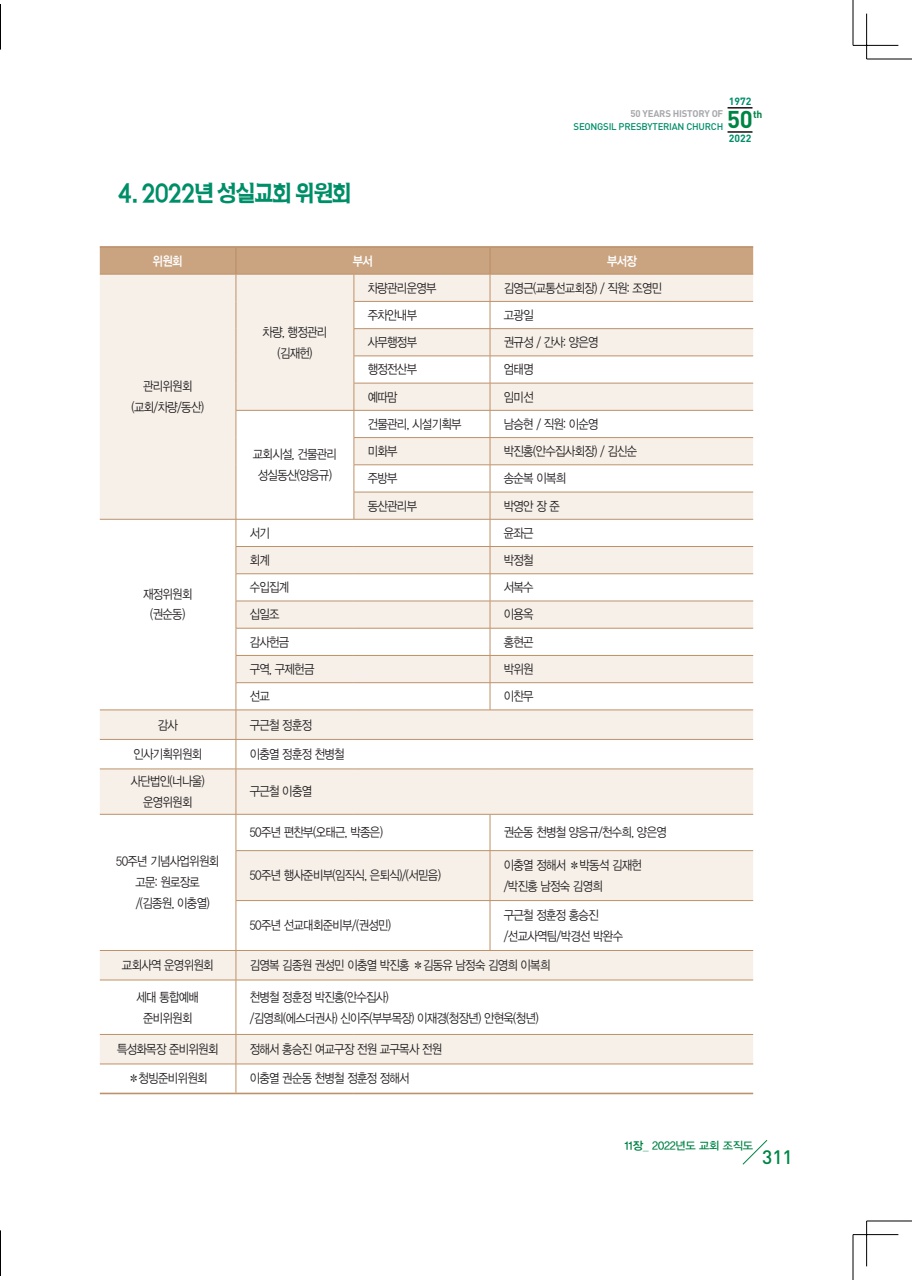 1972
50 YEARS HISTORY OF
SEONGSIL PRESBYTERIAN CHURCH
50th
2022
4. 2022년 성실교회 위원회
위원회 부서 부서장
관리위원회
(교회/차량/동산)
차량, 행정관리
(김재헌)
차량관리운영부 김영근(교통선교회장) / 직원: 조영민
주차안내부 고광일
사무행정부 권규성 / 간사: 양은영
행정전산부 엄태명
예따맘 임미선
교회시설, 건물관리
성실동산(양응규)
건물관리, 시설기획부 남승현 / 직원: 이순영
미화부 박진홍(안수집사회장) / 김신순
주방부 송순복 이복희
동산관리부 박영안 장 준
재정위원회
(권순동)
서기 윤좌근
회계 박정철
수입집계 서복수
십일조 이용옥
감사헌금 홍현곤
구역, 구제헌금 박위원
선교 이찬무
감사 구근철 정훈정
인사기획위원회 이충열 정훈정 천병철
사단법인(너나울)
운영위원회
구근철 이충열
50주년 기념사업위원회
고문: 원로장로
/(김종원, 이충열)
50주년 편찬부(오태근, 박종은) 권순동 천병철 양응규/천수희, 양은영
50주년 행사준비부(임직식, 은퇴식)/(서믿음)
이충열 정해서 *박동석 김재헌
/박진홍 남정숙 김영희
50주년 선교대회준비부/(권성민)
구근철 정훈정 홍승진
/선교사역팀/박경선 박완수
교회사역 운영위원회 김영복 김종원 권성민 이충열 박진홍 *김동유 남정숙 김영희 이복희
세대 통합예배
준비위원회
천병철 정훈정 박진홍(안수집사)
/김영희(에스더권사) 신이주(부부목장) 이재경(청장년) 안현욱(청년)
특성화목장 준비위원회 정해서 홍승진 여교구장 전원 교구목사 전원
*청빙준비위원회 이충열 권순동 천병철 정훈정 정해서
11장_ 2022년도 교회 조직도
311